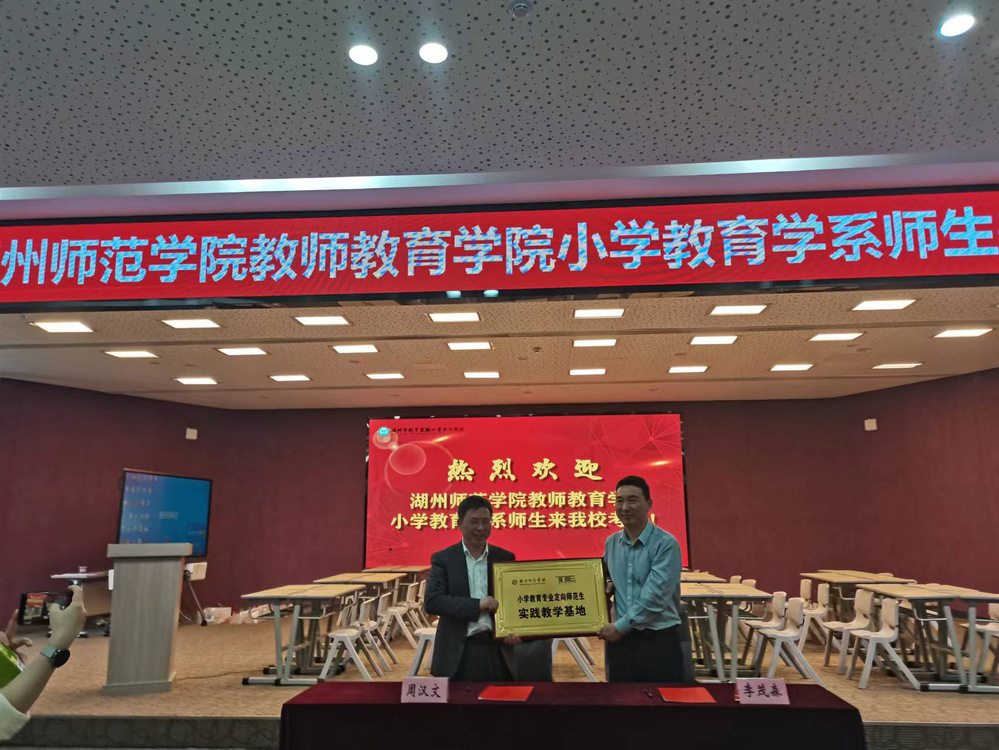 州师范学院教师教育学院小学教育学系师生
热烈欢迎
湖州师范学院教师教育学
小学教育 系师生来我校考
小学教育专业定向师范生
实践教学基地
周汉文
李茂森